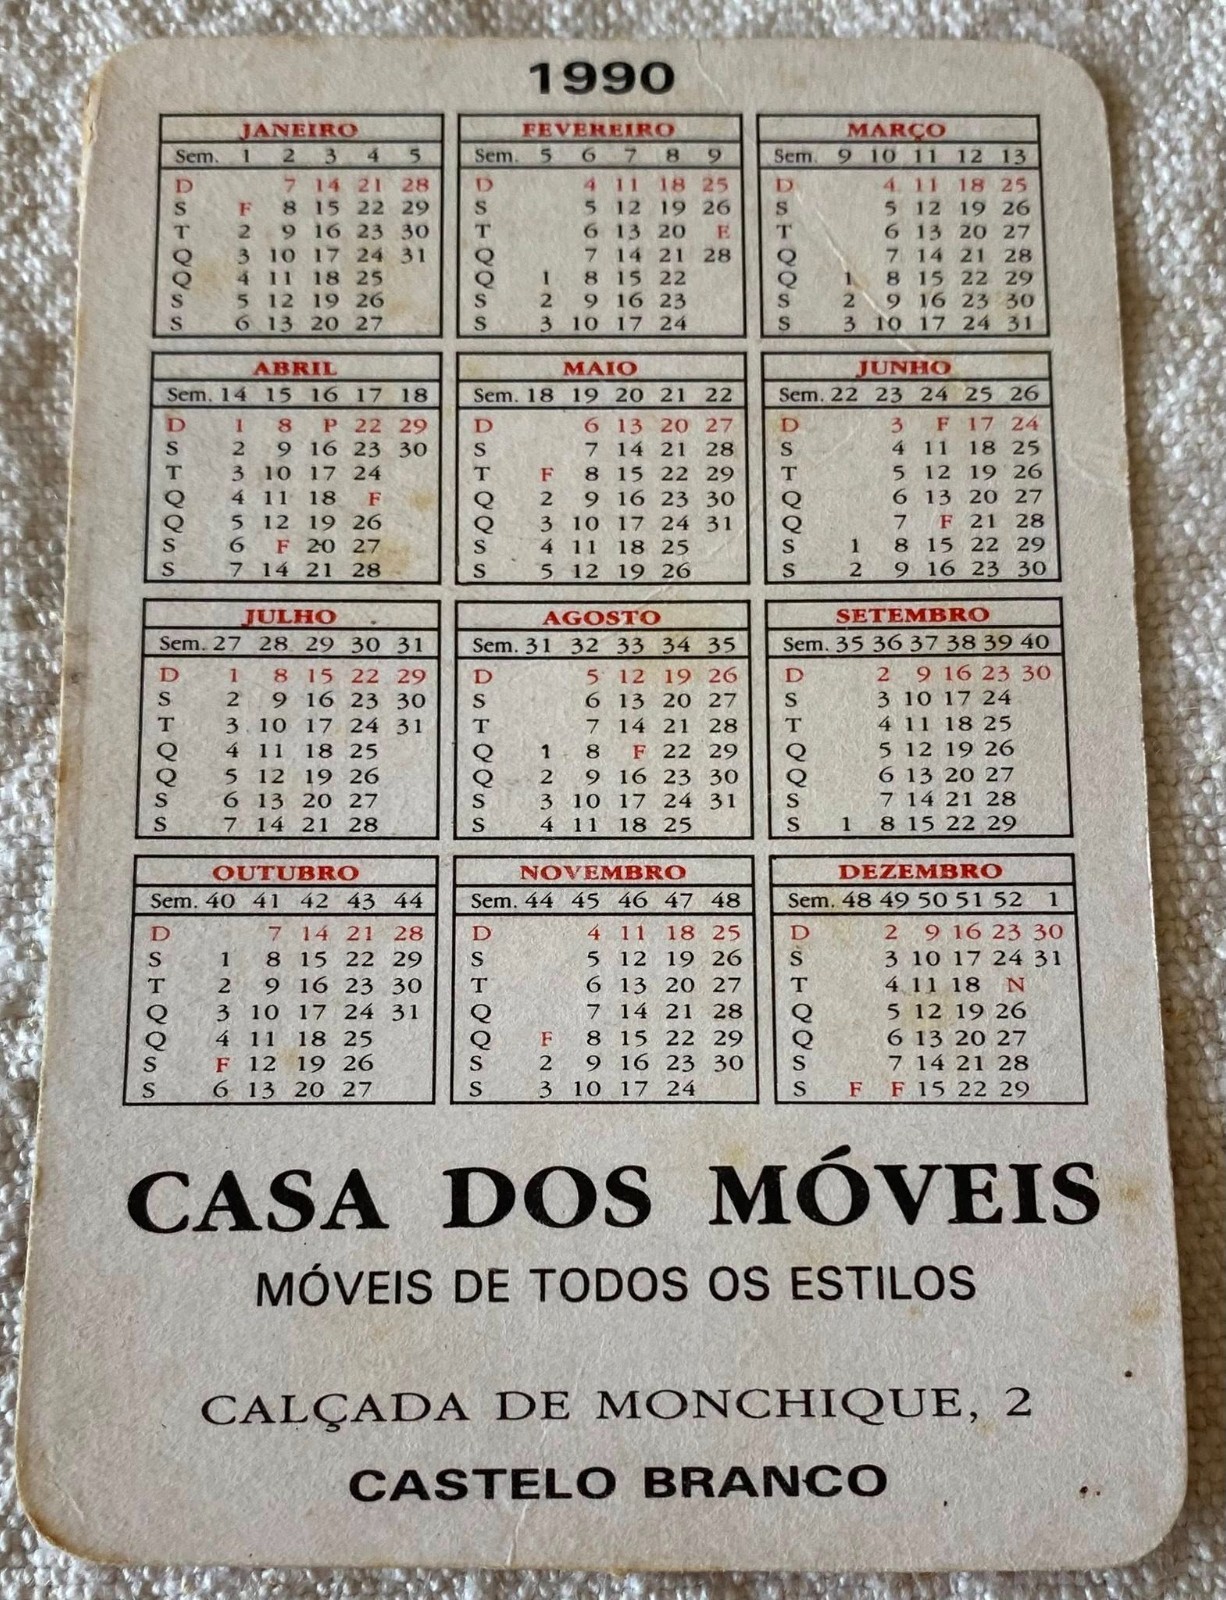 1990
JANEIRO
Sem. 1 2 3 4 5
D 7 14 21 28
S F 8 15 22 29
T 2 9 16 23 30
Q 3 10 17 24 31
Q 4 11 18 25
S 5 12 19 26
S 6 13 20 27
FEVEREIRO
Sem. 5 6 7 8 9
D 4 11 18 25
S 5 12 19 26
T 6 13 20 E
Q 7 14 21 28
Q 1 8 15 22
S 2 9 16 23
S 3 10 17 24
MARÇO
Sem. 9 10 11 12 13
D 4 11 18 25
S 5 12 19 26
T 6 13 20 27
Q 7 14 21 28
Q 1 8 15 22 29
S 2 9 16 23 30
S 3 10 17 24 31
ABRIL
Sem. 14 15 16 17 18
D 1 8 P 22 29
S 2 9 16 23 30
T 3 10 17 24
Q 4 11 18 F
Q 5 12 19 26
S 6 F 20 27
S 7 14 21 28
MAIO
Sem. 18 19 20 21 22
D 6 13 20 27
S 7 14 21 28
T F 8 15 22 29
Q 2 9 16 23 30
Q 3 10 17 24 31
S 4 11 18 25
S 5 12 19 26
JUNHO
Sem. 22 23 24 25 26
D 3 F 17 24
S 4 11 18 25
T 5 12 19 26
Q 6 13 20 27
Q 7 F 21 28
S 1 8 15 22 29
S 2 9 16 23 30
JULHO
Sem. 27 28 29 30 31
D 1 8 15 22 29
S 2 9 16 23 30
T 3 10 17 24 31
Q 4 11 18 25
Q 5 12 19 26
S 6 13 20 27
S 7 14 21 28
AGOSTO
Sem. 31 32 33 34 35
D 5 12 19 26
S 6 13 20 27
T 7 14 21 28
Q 1 8 F 22 29
Q 2 9 16 23 30
S 3 10 17 24 31
S 4 11 18 25
SETEMBRO
Sem. 35 36 37 38 39 40
D 2 9 16 23 30
S 3 10 17 24
T 4 11 18 25
Q 5 12 19 26
Q 6 13 20 27
S 7 14 21 28
S 1 8 15 22 29
OUTUBRO
Sem. 40 41 42 43 44
D 7 14 21 28
S 1 8 15 22 29
T 2 9 16 23 30
Q 3 10 17 24 31
Q 4 11 18 25
S F 12 19 26
S 6 13 20 27
NOVEMBRO
Sem. 44 45 46 47 48
D 4 11 18 25
S 5 12 19 26
T 6 13 20 27
Q 7 14 21 28
Q F 8 15 22 29
S 2 9 16 23 30
S 3 10 17 24
DEZEMBRO
Sem. 48 49 50 51 52 1
D 2 9 16 23 30
S 3 10 17 24 31
T 4 11 18 N
Q 5 12 19 26
Q 6 13 20 27
S 7 14 21 28
S F F 15 22 29
CASA DOS MÓVEIS
MÓVEIS DE TODOS OS ESTILOS
CALÇADA DE MONCHIQUE, 2
CASTELO BRANCO